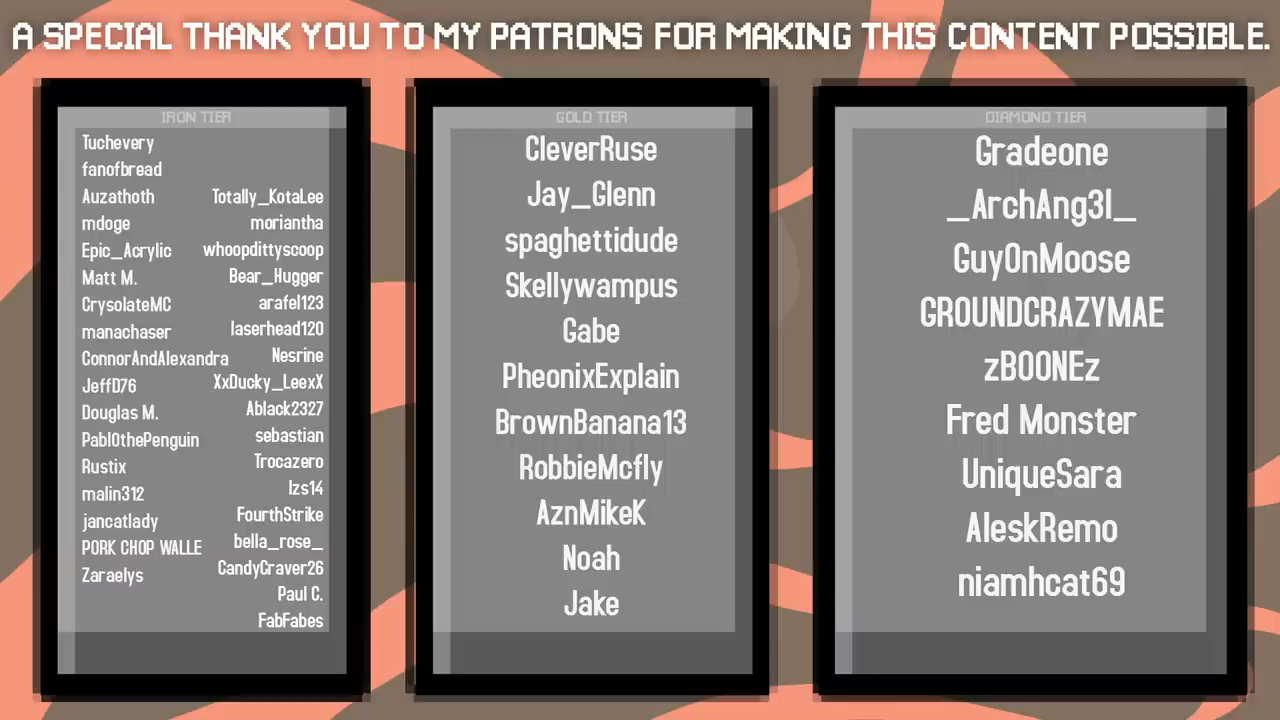 A SPECIAL THANK YOU TO MY PATRONS FOR MAKING THIS CONTENT POSSIBLE.
IRON TIER
Tuchevery
fanofbread
Auzathoth
mdoge
Epic_Acrylic
Matt M.
CrysolateMC
manachaser
ConnorAndAlexandra
JeffD76
Douglas M.
Pabl0thePenguin
Rustix
malin312
jancatlady
PORK CHOP WALLE
Zaraelys
Totally_KotaLee
moriantha
whoopdittyscoop
Bear_Hugger
arafel123
laserhead120
Nesrine
XxDucky_LeexX
Ablack2327
sebastian
Trocazero
lzs14
FourthStrike
bella_rose_
CandyCraver26
Paul C.
FabFabes
GOLD TIER
CleverRuse
Jay_Glenn
spaghettidude
Skellywampus
Gabe
PheonixExplain
BrownBanana13
RobbieMcfly
AznMikeK
Noah
Jake
DIAMOND TIER
Gradeone
_ArchAng3l_
GuyOnMoose
GROUNDCRAZYMAE
zBOONEz
Fred Monster
UniqueSara
AleskRemo
niamhcat69